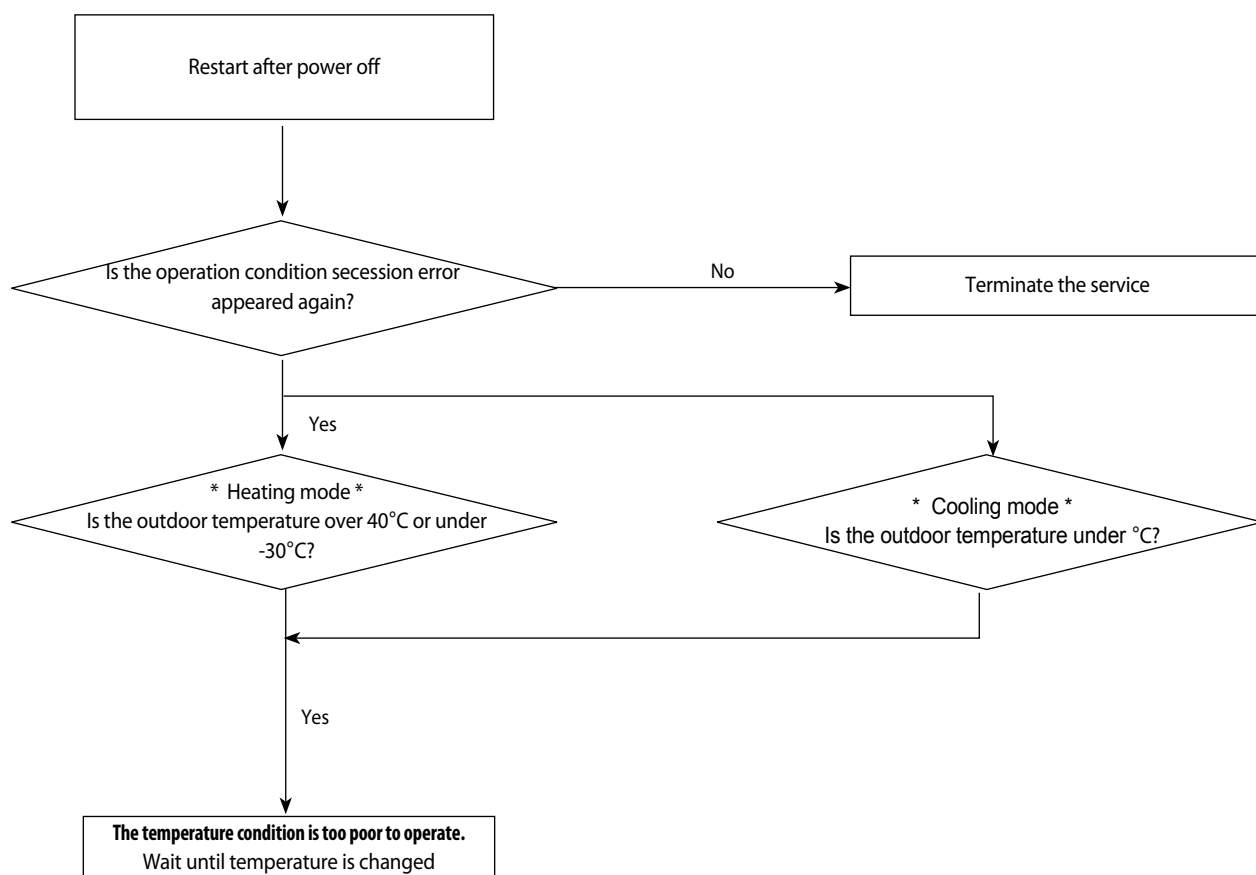 Restart after power off
Is the operation condition secession error
appeared again?
No
Terminate the service
Yes
* Heating mode *
Is the outdoor temperature over 40°C or under
-30°C?
* Cooling mode *
Is the outdoor temperature under °C?
Yes
The temperature condition is too poor to operate.
Wait until temperature is changed